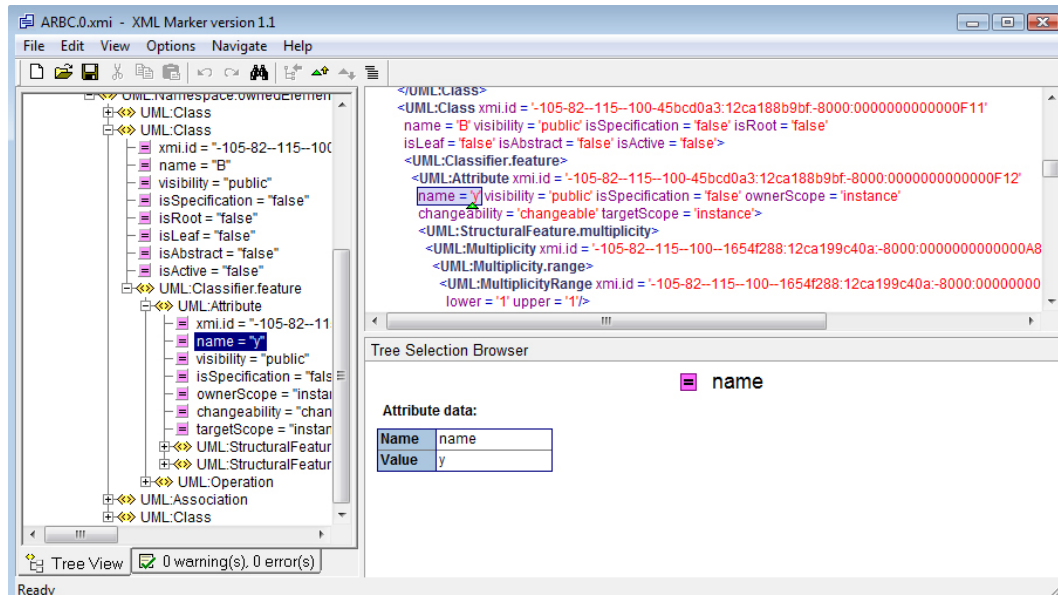 ARBC.0.xmi - XML Marker version 1.1
File Edit View Options Navigate Help
UML:Namespace.ownedElemen
UML:Class
UML:Class
xmi.id = "-105-82--115--100
name = "B"
visibility = "public"
isSpecification = "false"
isRoot = "false"
isLeaf = "false"
isAbstract = "false"
isActive = "false"
UML:Classifier.feature
UML:Attribute
xmi.id = "-105-82--11
name = "y"
visibility = "public"
isSpecification = "fals
ownerScope = "instar
changeability = "chan
targetScope = "instar
UML:StructuralFeatur
UML:StructuralFeatur
UML:Operation
UML:Association
UML:Class
Tree View
0 warning(s), 0 error(s)
</UML:Class>
<UML:Class xmi.id = '-105-82--115--100-45bcd0a3:12ca188b9bf:-8000:0000000000000F11'
name = 'B' visibility = 'public' isSpecification = 'false' isRoot = 'false'
isLeaf = 'false' isAbstract = 'false' isActive = 'false'>
<UML:Classifier.feature>
<UML:Attribute xmi.id = '-105-82--115--100-45bcd0a3:12ca188b9bf:-8000:0000000000000F12'
name = 'y' visibility = 'public' isSpecification = 'false' ownerScope = 'instance'
changeability = 'changeable' targetScope = 'instance'>
<UML:StructuralFeature.multiplicity>
<UML:Multiplicity xmi.id = '-105-82--115--100--1654f288:12ca199c40a:-8000:0000000000000A8
<UML:Multiplicity.range>
<UML:MultiplicityRange xmi.id = '-105-82--115--100--1654f288:12ca199c40a:-8000:00000000
lower = '1' upper = '1'/>
Tree Selection Browser
name
Attribute data:
Name name
Value y
Ready